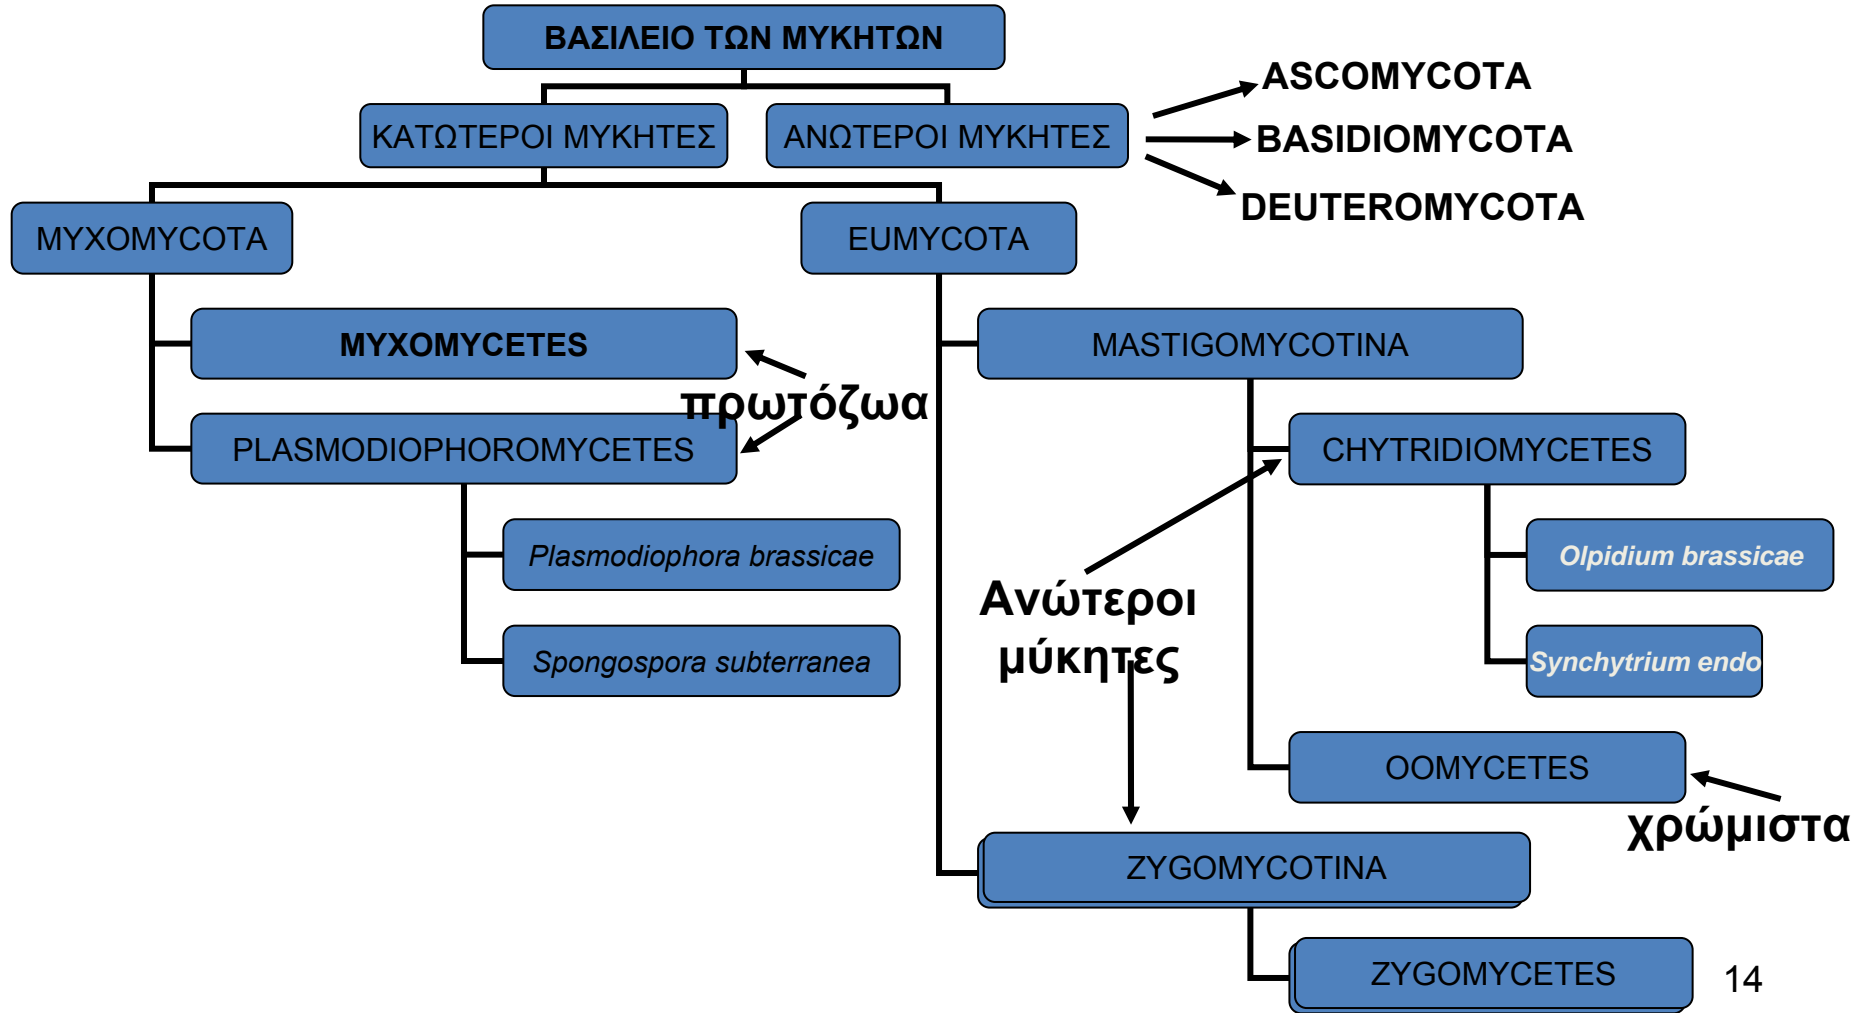 ΒΑΣΙΛΕΙΟ ΤΩΝ ΜΥΚΗΤΩΝ
ΚΑΤΩΤΕΡΟΙ ΜΥΚΗΤΕΣ
ΑΝΩΤΕΡΟΙ ΜΥΚΗΤΕΣ
ASCOMYCOTA
BASIDIOMYCOTA
DEUTEROMYCOTA
MYXOMYCOTA
EUMYCOTA
MYXOMYCETES
MASTIGOMYCOTINA
πρωτόζωα
PLASMODIOPHOROMYCETES
CHYTRIDIOMYCETES
Plasmodiophora brassicae
Olpidium brassicae
Ανώτεροι
μύκητες
Spongospora subterranea
Synchytrium endo
OOMYCETES
χρώμιστα
ZYGOMYCOTINA
ZYGOMYCETES
14